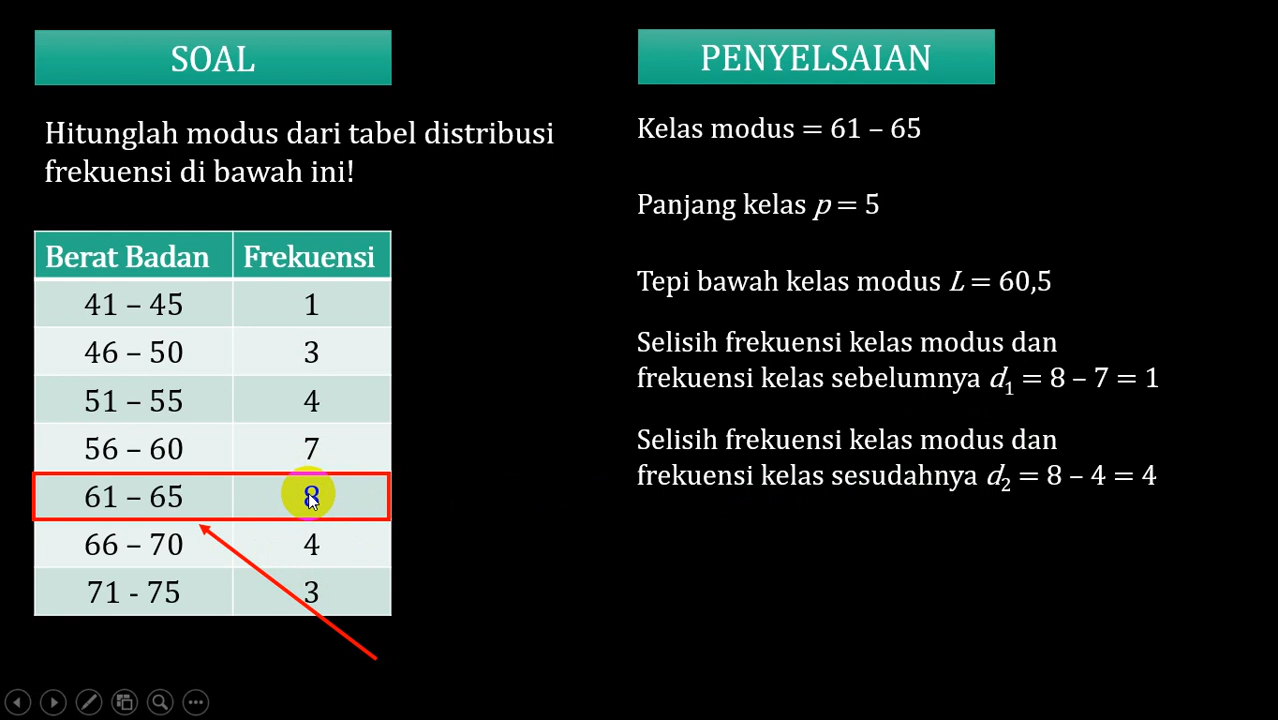 SOAL
Hitunglah modus dari tabel distribusi
frekuensi di bawah ini!
Berat Badan Frekuensi
41 – 45 1
46 – 50 3
51 – 55 4
56 – 60 7
61 – 65 8
66 – 70 4
71 - 75 3
PENYELSAIAN
Kelas modus = 61 – 65
Panjang kelas p = 5
Tepi bawah kelas modus L = 60,5
Selisih frekuensi kelas modus dan
frekuensi kelas sebelumnya d₁ = 8 – 7 = 1
Selisih frekuensi kelas modus dan
frekuensi kelas sesudahnya d₂ = 8 – 4 = 4